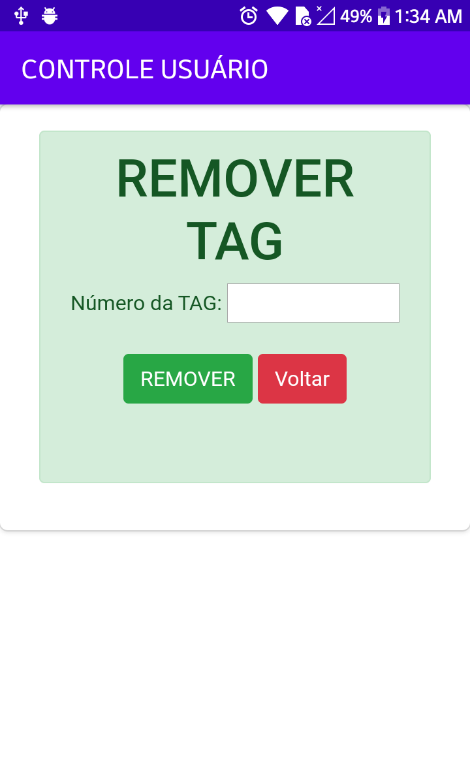 49% 1:34 AM
CONTROLE USUÁRIO
REMOVER
TAG
Número da TAG:
REMOVER Voltar